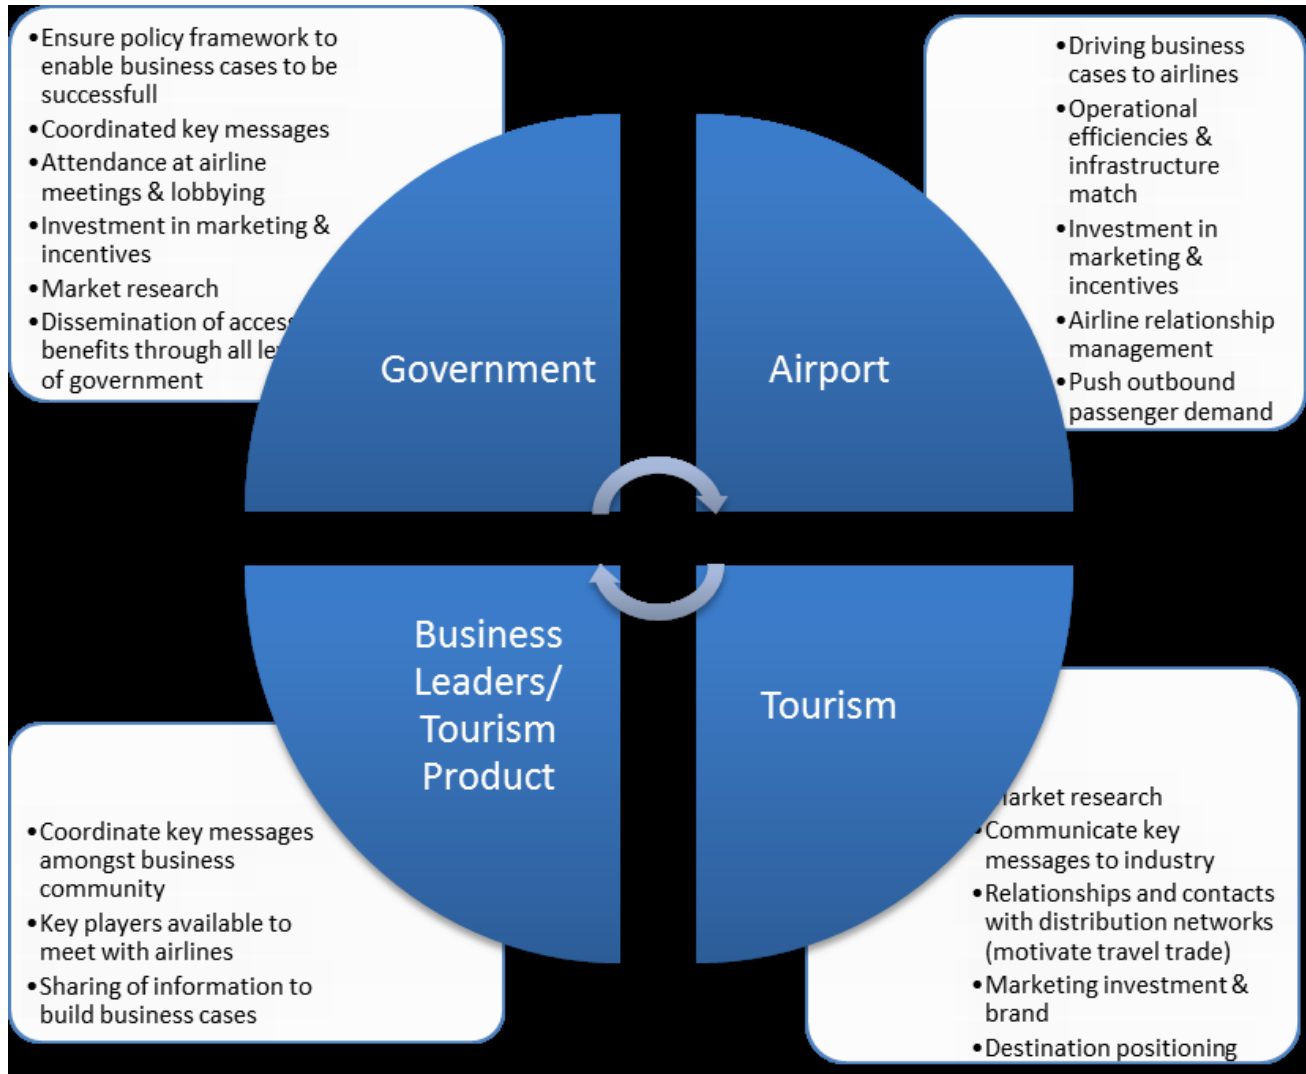 •Ensure policy framework to
enable business cases to be
successfull
•Coordinated key messages
•Attendance at airline
meetings & lobbying
•Investment in marketing &
incentives
•Market research
•Dissemination of access
benefits through all
of government
Government
•Driving business
cases to airlines
•Operational
efficiencies &
infrastructure
match
•Investment in
marketing &
incentives
•Airline relationship
management
•Push outbound
passenger demand
Airport
Business
Leaders/
Tourism
Product
•Coordinate key messages
amongst business
community
•Key players available to
meet with airlines
•Sharing of information to
build business cases
Tourism
Market research
•Communicate key
messages to industry
•Relationships and contacts
with distribution networks
(motivate travel trade)
•Marketing investment &
brand
•Destination positioning